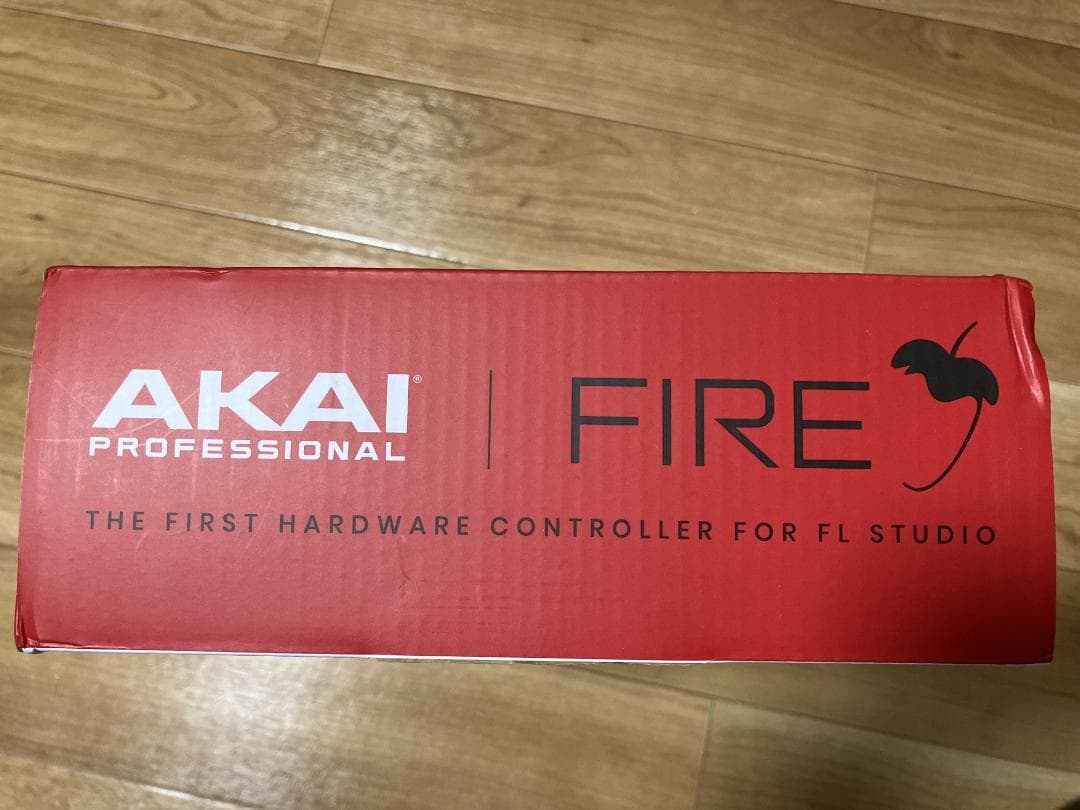 AKAI®
PROFESSIONAL
FIRE
THE FIRST HARDWARE CONTROLLER FOR FL STUDIO